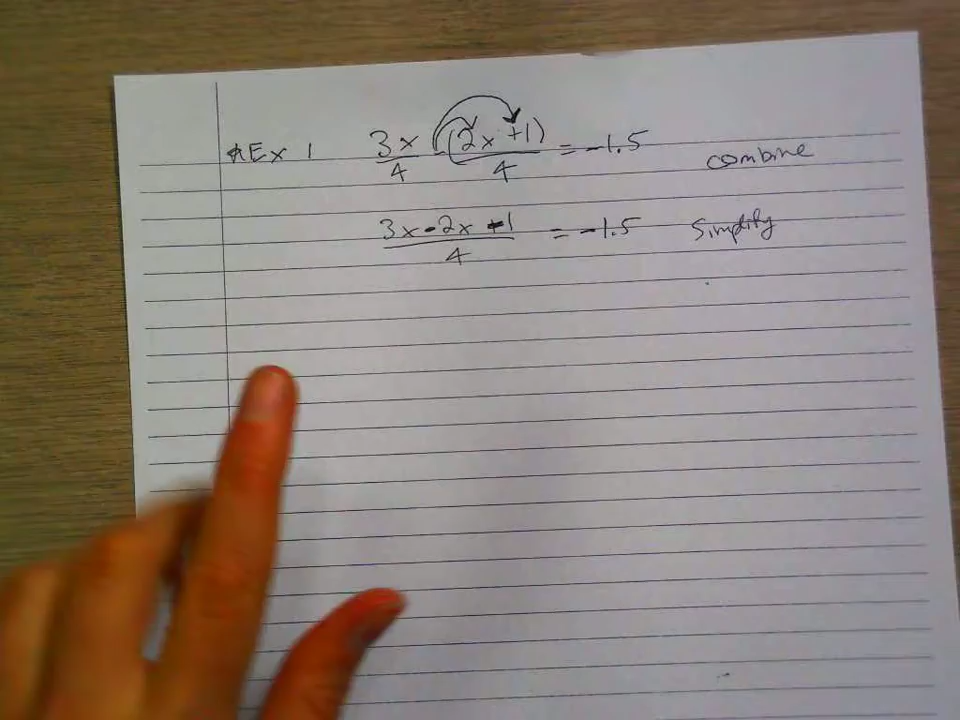 *Ex 1 3x/4 - (2x+1)/4 = -1.5 combine
3x-2x-1/4 = -1.5 Simplify